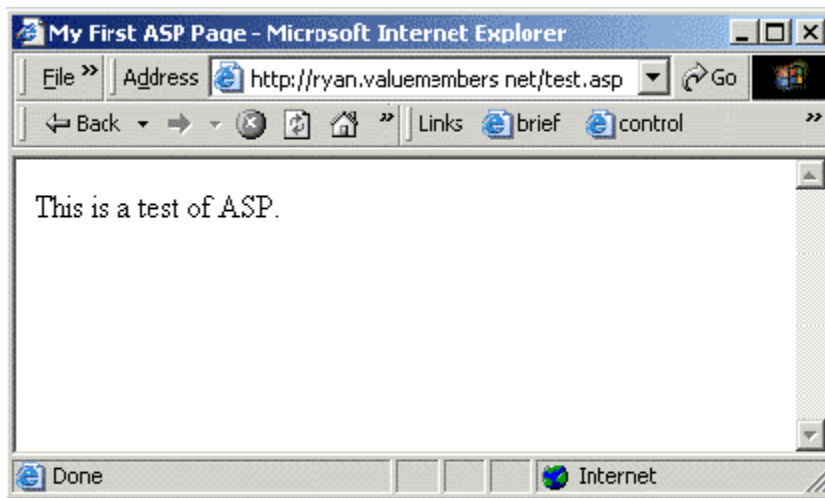 My First ASP Page - Microsoft Internet Explorer
File » Address http://ryan.valuemembers.net/test.asp Go
Back » Links brief control »
This is a test of ASP.
Done Internet